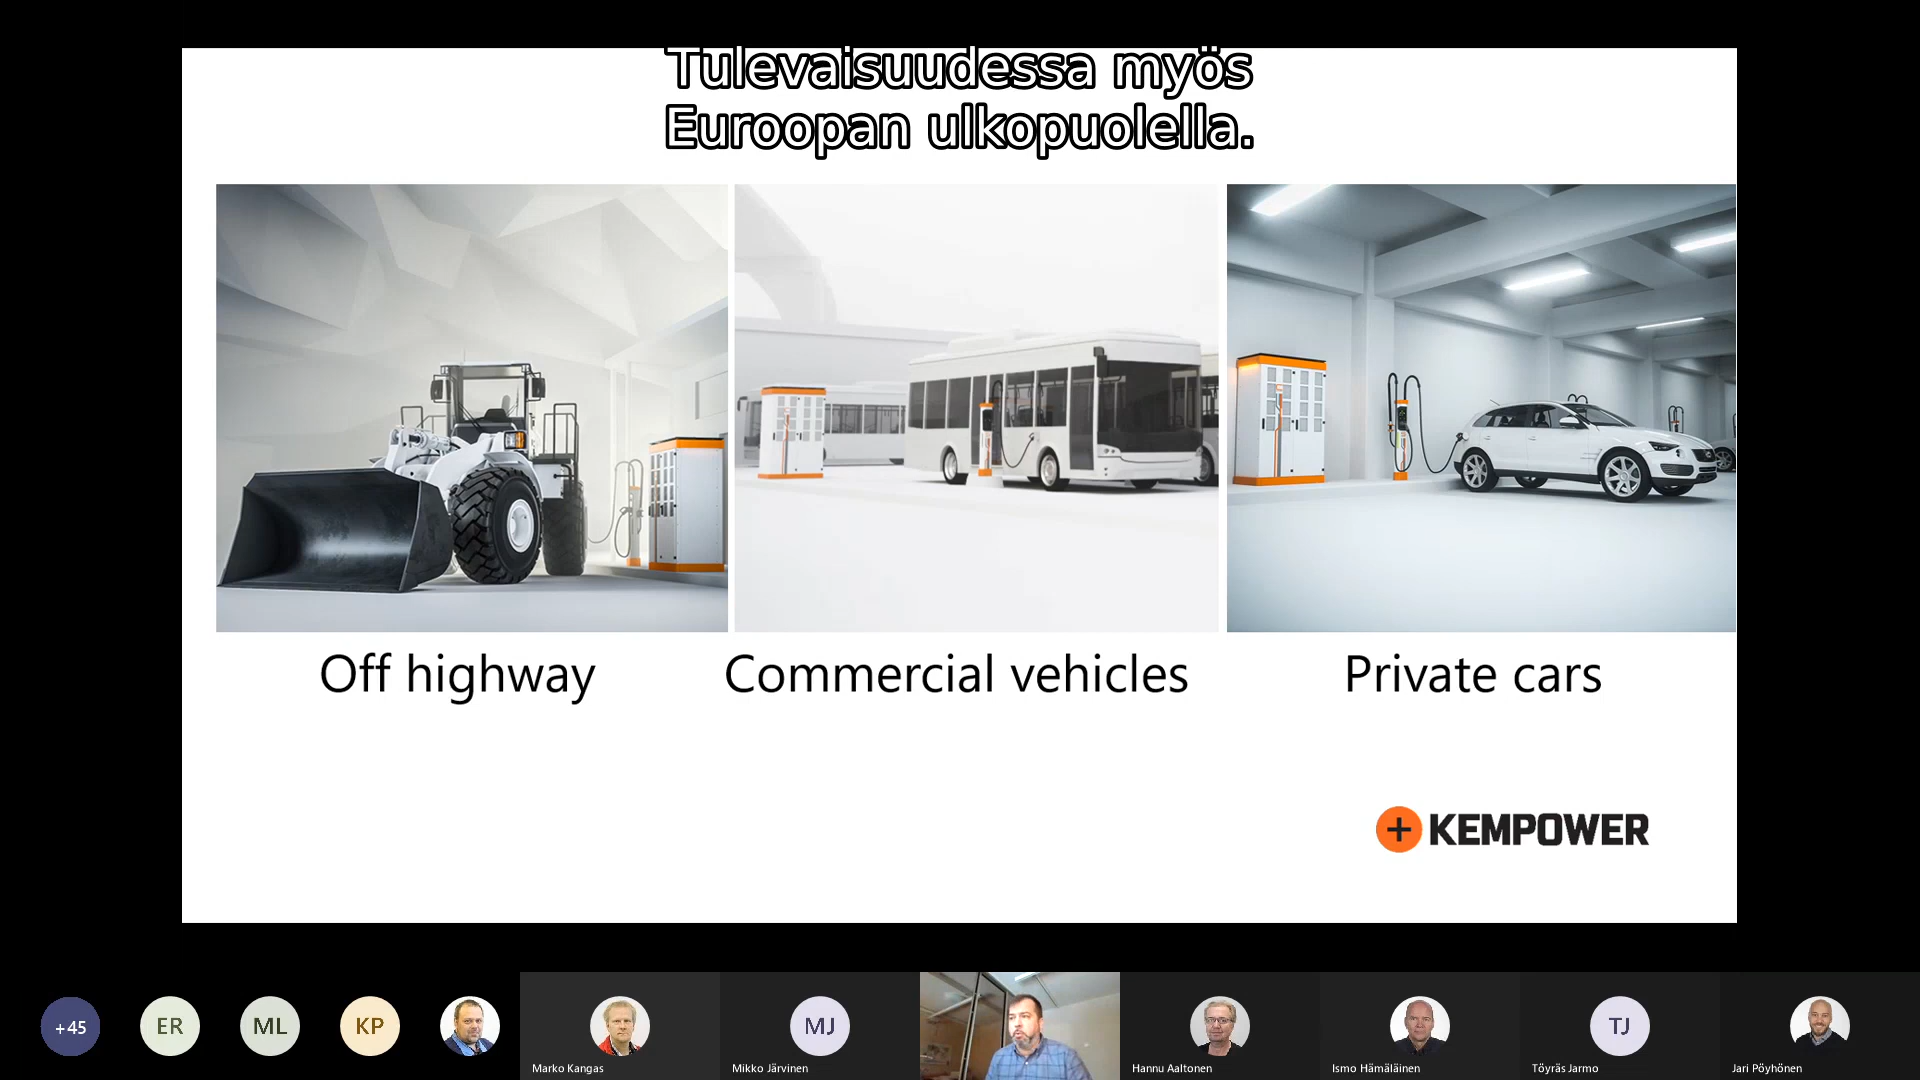 Tulevaisuudessa myös
Euroopan ulkopuolella.
Off highway
Commercial vehicles
Private cars
KEMPOWER
+45
ER
ML
KP
MJ
TJ
Marko Kangas
Mikko Järvinen
Hannu Aaltonen
Ismo Hämäläinen
Töyräs Jarmo
Jari Pöyhönen